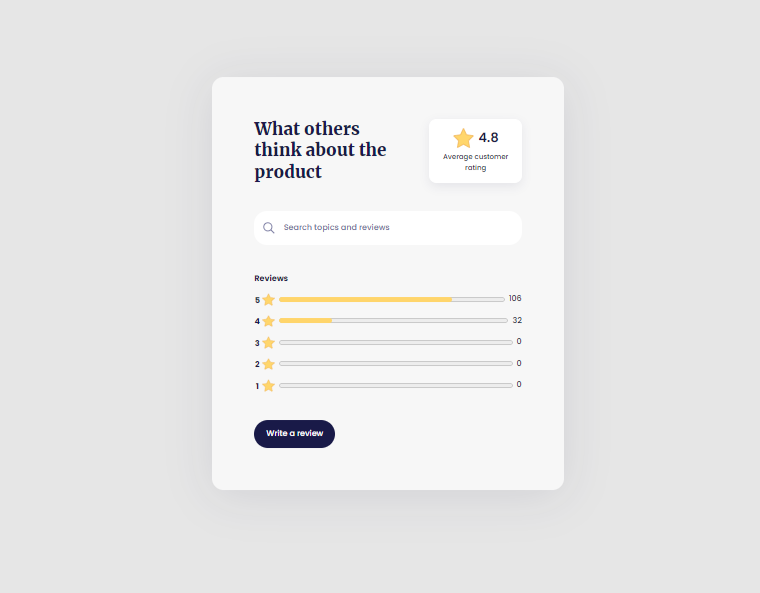 What others
think about the
product
4.8
Average customer
rating
Search topics and reviews
Reviews
5 106
4 32
3 0
2 0
1 0
Write a review